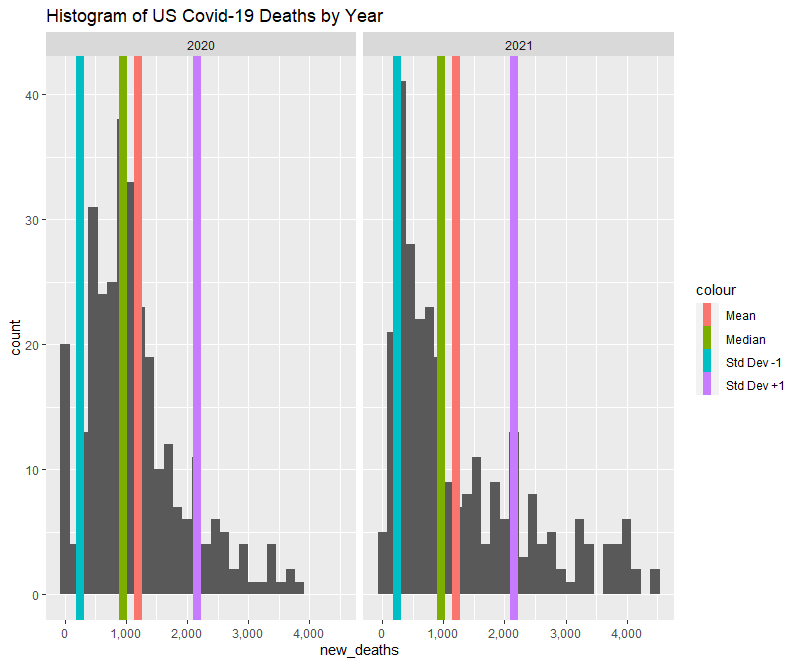 Histogram of US Covid-19 Deaths by Year
2020
2021
40
30
20
10
0
count
0 1,000 2,000 3,000 4,000
0 1,000 2,000 3,000 4,000
new_deaths
colour
Mean
Median
Std Dev -1
Std Dev +1